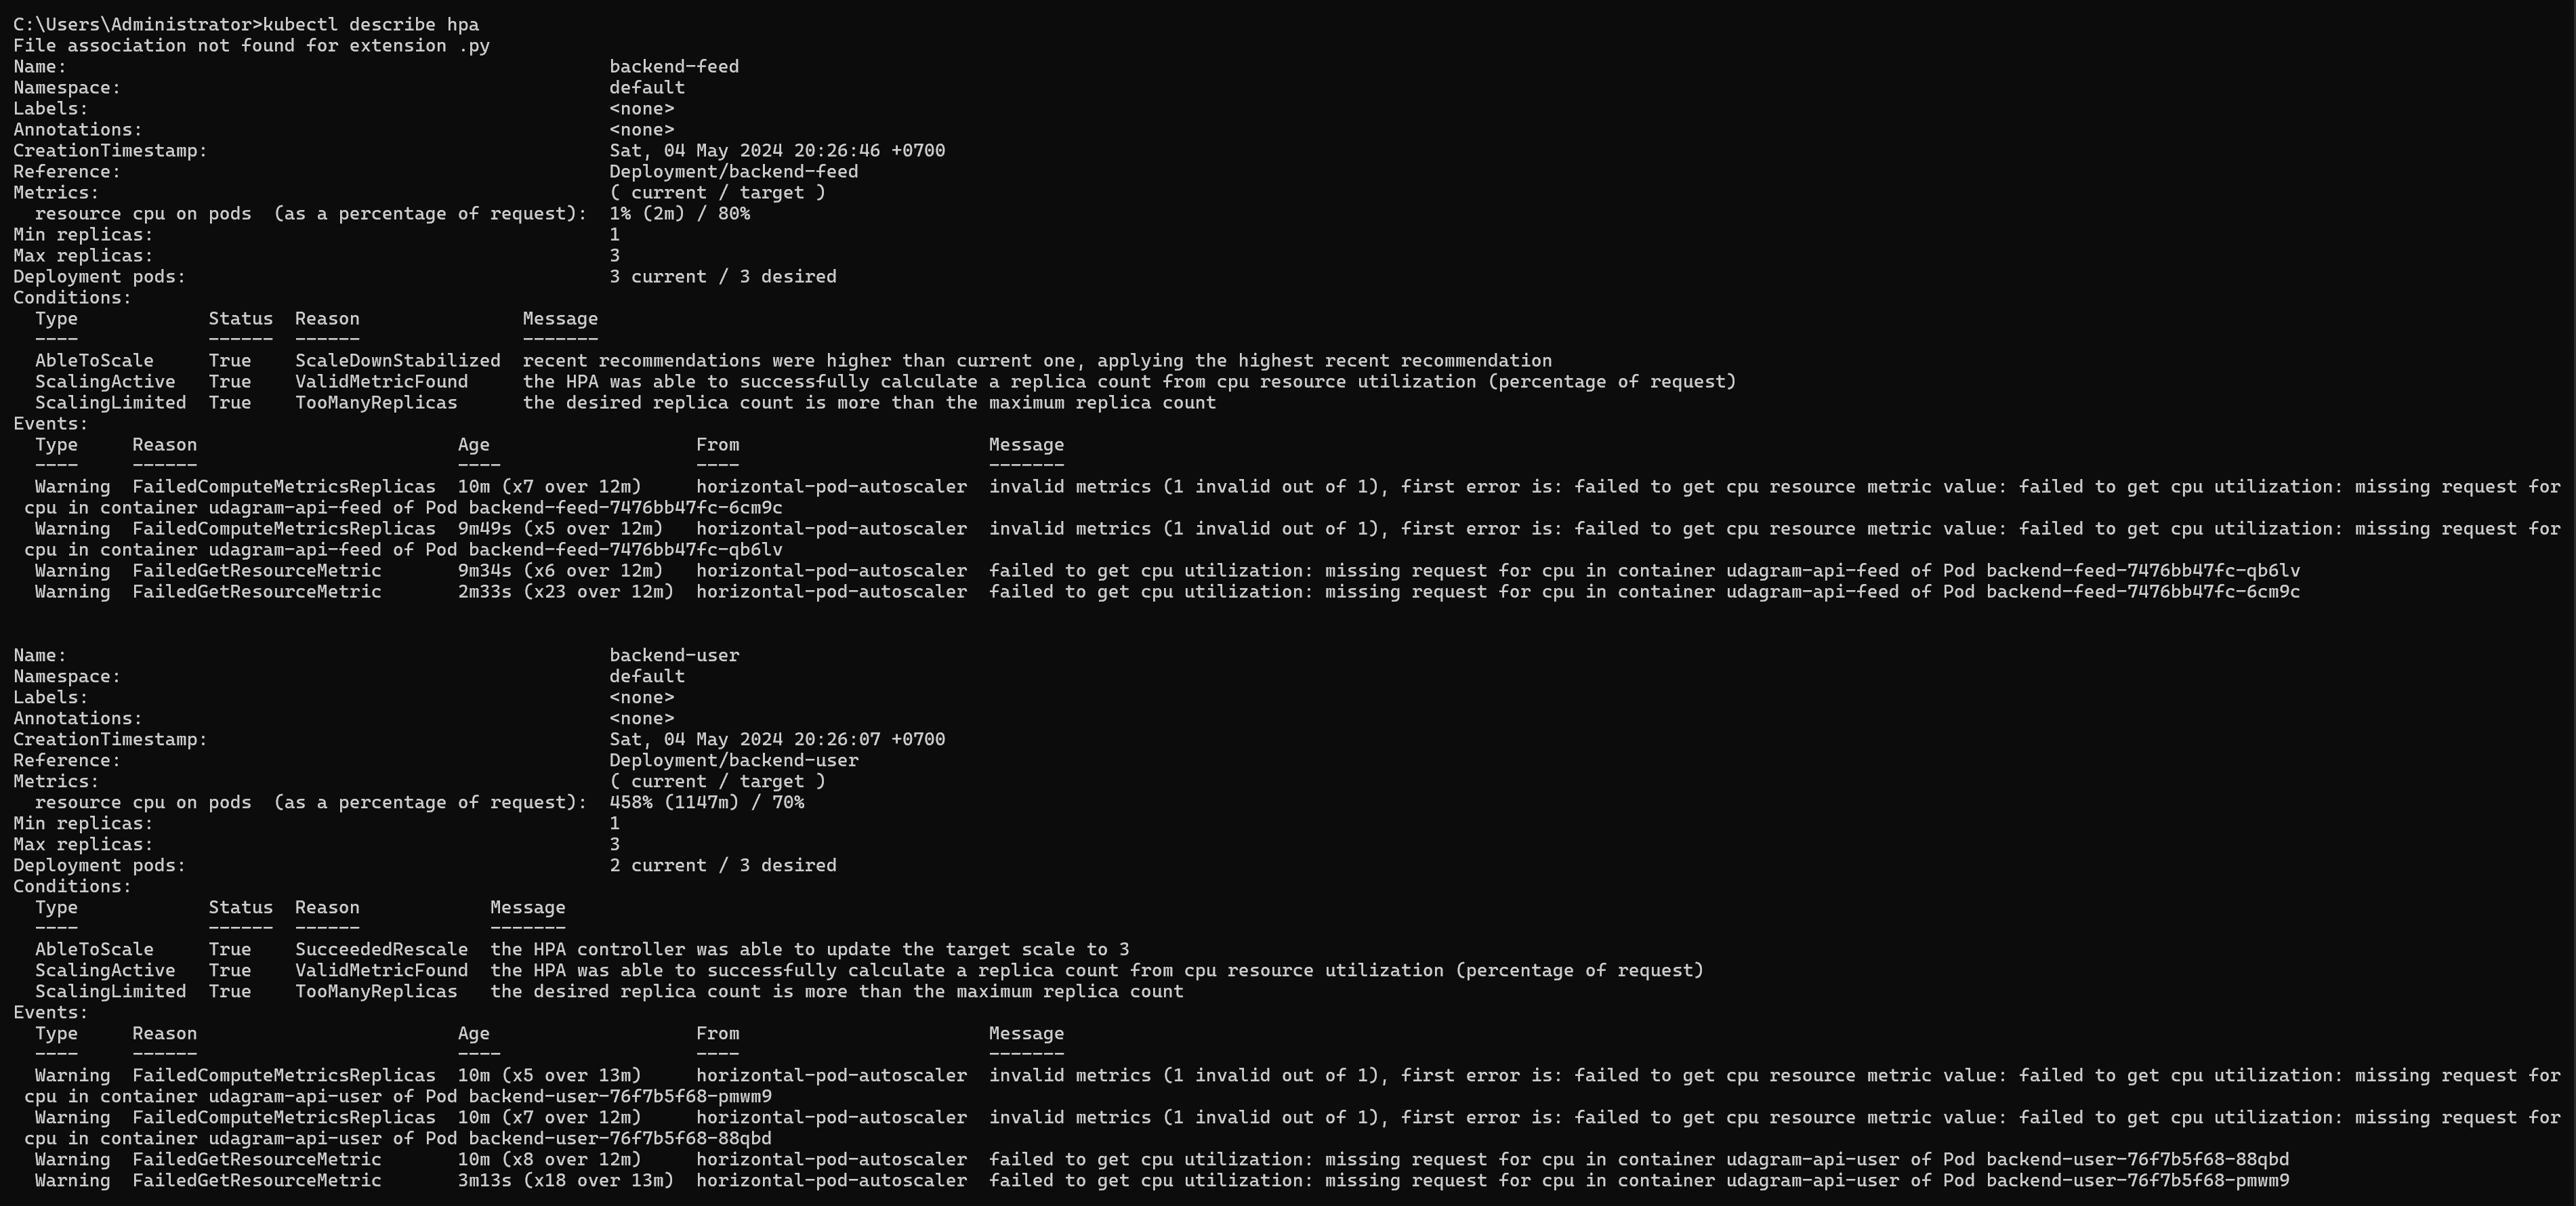 C:\Users\Administrator>kubectl describe hpa
File association not found for extension .py
Name:                                                  backend-feed
Namespace:                                             default
Labels:                                                <none>
Annotations:                                           <none>
CreationTimestamp:                                     Sat, 04 May 2024 20:26:46 +0700
Reference:                                             Deployment/backend-feed
Metrics:                                               ( current / target )
  resource cpu on pods  (as a percentage of request):  1% (2m) / 80%
Min replicas:                                          1
Max replicas:                                          3
Deployment pods:                                       3 current / 3 desired
Conditions:
  Type            Status  Reason               Message
  ----            ------  ------               -------
  AbleToScale     True    ScaleDownStabilized  recent recommendations were higher than current one, applying the highest recent recommendation
  ScalingActive   True    ValidMetricFound     the HPA was able to successfully calculate a replica count from cpu resource utilization (percentage of request)
  ScalingLimited  True    TooManyReplicas      the desired replica count is more than the maximum replica count
Events:
  Type     Reason                        Age                   From                       Message
  ----     ------                        ----                  ----                       -------
  Warning  FailedComputeMetricsReplicas  10m (x7 over 12m)     horizontal-pod-autoscaler  invalid metrics (1 invalid out of 1), first error is: failed to get cpu resource metric value: failed to get cpu utilization: missing request for
 cpu in container udagram-api-feed of Pod backend-feed-7476bb47fc-6cm9c
  Warning  FailedComputeMetricsReplicas  9m49s (x5 over 12m)   horizontal-pod-autoscaler  invalid metrics (1 invalid out of 1), first error is: failed to get cpu resource metric value: failed to get cpu utilization: missing request for
 cpu in container udagram-api-feed of Pod backend-feed-7476bb47fc-qb6lv
  Warning  FailedGetResourceMetric       9m34s (x6 over 12m)   horizontal-pod-autoscaler  failed to get cpu utilization: missing request for cpu in container udagram-api-feed of Pod backend-feed-7476bb47fc-qb6lv
  Warning  FailedGetResourceMetric       2m33s (x23 over 12m)  horizontal-pod-autoscaler  failed to get cpu utilization: missing request for cpu in container udagram-api-feed of Pod backend-feed-7476bb47fc-6cm9c
Name:                                                  backend-user
Namespace:                                             default
Labels:                                                <none>
Annotations:                                           <none>
CreationTimestamp:                                     Sat, 04 May 2024 20:26:07 +0700
Reference:                                             Deployment/backend-user
Metrics:                                               ( current / target )
  resource cpu on pods  (as a percentage of request):  458% (1147m) / 70%
Min replicas:                                          1
Max replicas:                                          3
Deployment pods:                                       2 current / 3 desired
Conditions:
  Type            Status  Reason            Message
  ----            ------  ------            -------
  AbleToScale     True    SucceededRescale  the HPA controller was able to update the target scale to 3
  ScalingActive   True    ValidMetricFound  the HPA was able to successfully calculate a replica count from cpu resource utilization (percentage of request)
  ScalingLimited  True    TooManyReplicas   the desired replica count is more than the maximum replica count
Events:
  Type     Reason                        Age                   From                       Message
  ----     ------                        ----                  ----                       -------
  Warning  FailedComputeMetricsReplicas  10m (x5 over 13m)     horizontal-pod-autoscaler  invalid metrics (1 invalid out of 1), first error is: failed to get cpu resource metric value: failed to get cpu utilization: missing request for
 cpu in container udagram-api-user of Pod backend-user-76f7b5f68-pmwm9
  Warning  FailedComputeMetricsReplicas  10m (x7 over 12m)     horizontal-pod-autoscaler  invalid metrics (1 invalid out of 1), first error is: failed to get cpu resource metric value: failed to get cpu utilization: missing request for
 cpu in container udagram-api-user of Pod backend-user-76f7b5f68-88qbd
  Warning  FailedGetResourceMetric       10m (x8 over 12m)     horizontal-pod-autoscaler  failed to get cpu utilization: missing request for cpu in container udagram-api-user of Pod backend-user-76f7b5f68-88qbd
  Warning  FailedGetResourceMetric       3m13s (x18 over 13m)  horizontal-pod-autoscaler  failed to get cpu utilization: missing request for cpu in container udagram-api-user of Pod backend-user-76f7b5f68-pmwm9